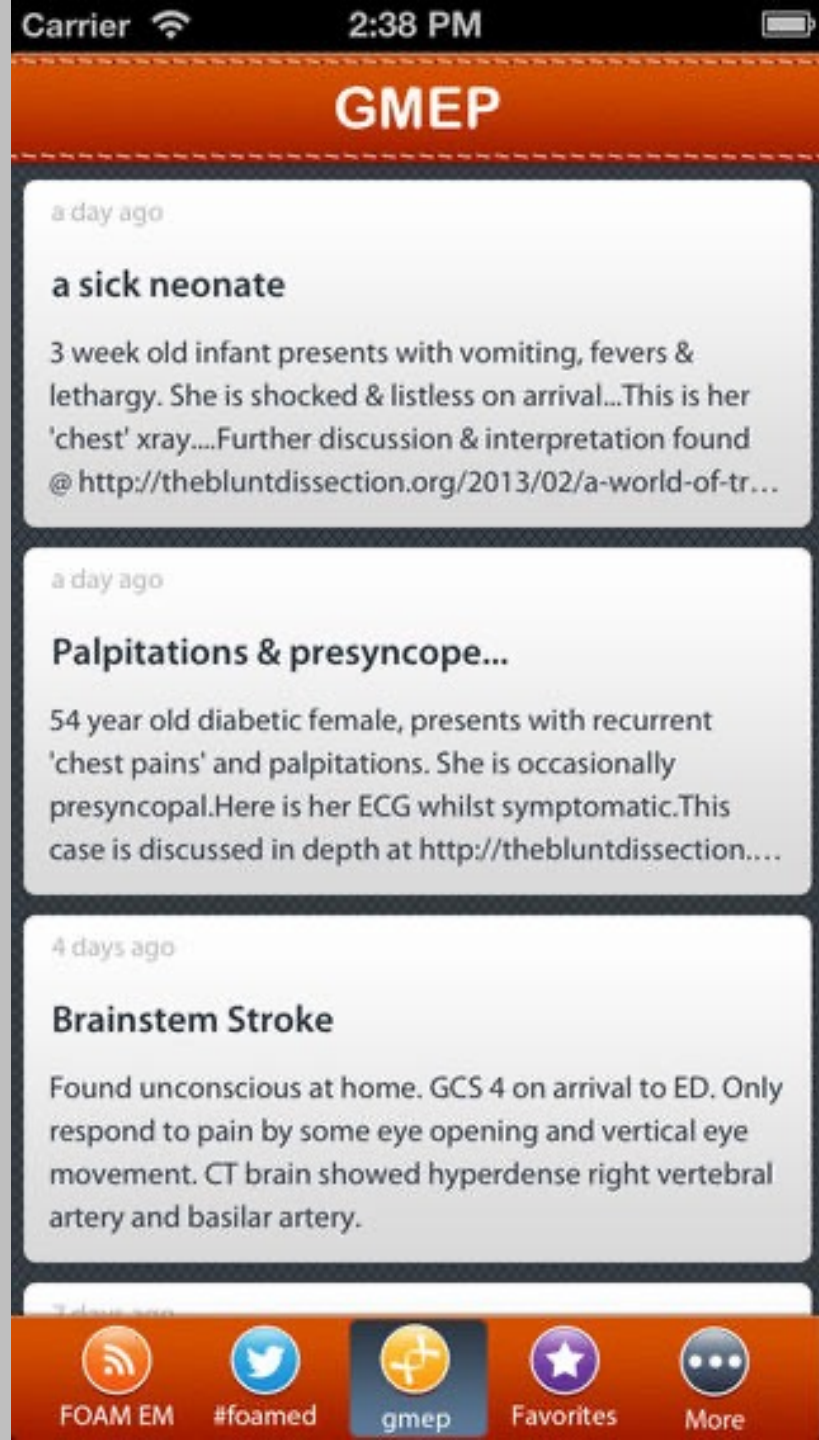 Carrier 2:38 PM
GMEP
a day ago
a sick neonate
3 week old infant presents with vomiting, fevers &
lethargy. She is shocked & listless on arrival...This is her
'chest' xray....Further discussion & interpretation found
@ http://thebluntdissection.org/2013/02/a-world-of-tr...
a day ago
Palpitations & presyncope...
54 year old diabetic female, presents with recurrent
'chest pains' and palpitations. She is occasionally
presyncopal.Here is her ECG whilst symptomatic.This
case is discussed in depth at http://thebluntdissection....
4 days ago
Brainstem Stroke
Found unconscious at home. GCS 4 on arrival to ED. Only
respond to pain by some eye opening and vertical eye
movement. CT brain showed hyperdense right vertebral
artery and basilar artery.
days ago
FOAM EM #foamed gmep Favorites More